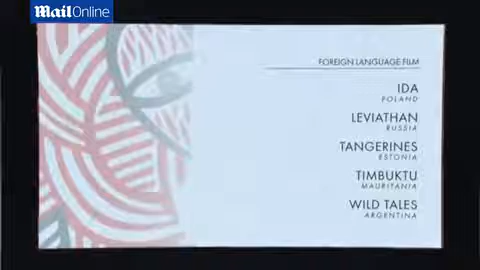 MailOnline
FOREIGN LANGUAGE FILM
IDA
POLAND
LEVIATHAN
RUSSIA
TANGERINES
ESTONIA
TIMBUKTU
MAURITANIA
WILD TALES
ARGENTINA